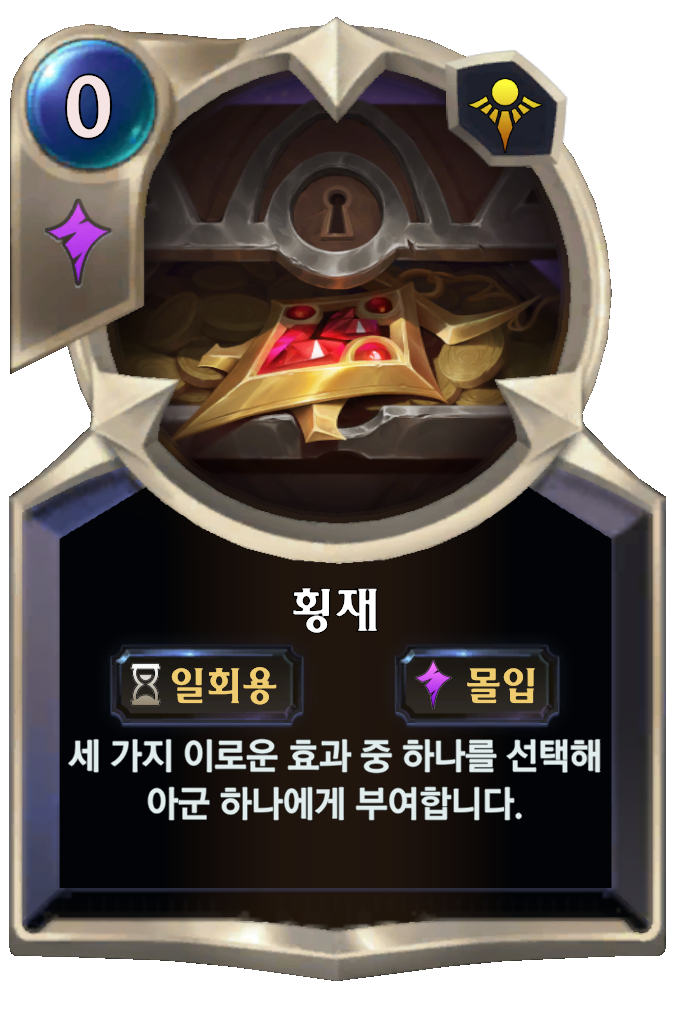 0
횡재
일회용 몰입
세 가지 이로운 효과 중 하나를 선택해
아군 하나에게 부여합니다.